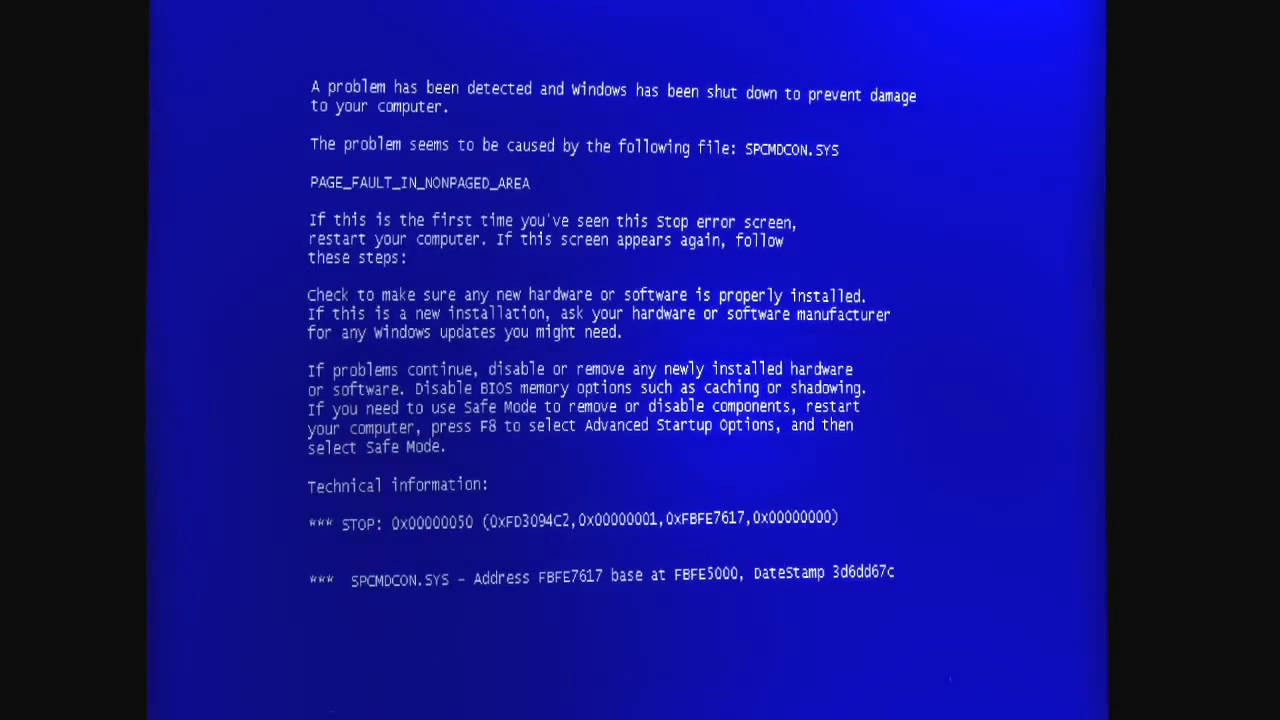 A problem has been detected and Windows has been shut down to prevent damage
to your computer.
The problem seems to be caused by the following file: SPCMDCON.SYS
PAGE_FAULT_IN_NONPAGED_AREA
If this is the first time you've seen this Stop error screen,
restart your computer. If this screen appears again, follow
these steps:
Check to make sure any new hardware or software is properly installed.
If this is a new installation, ask your hardware or software manufacturer
for any Windows updates you might need.
If problems continue, disable or remove any newly installed hardware
or software. Disable BIOS memory options such as caching or shadowing.
If you need to use Safe Mode to remove or disable components, restart
your computer, press F8 to select Advanced Startup Options, and then
select Safe Mode.
Technical information:
*** STOP: 0x00000050 (0xFD3094C2,0x00000001,0xFBFE7617,0x00000000)
***  SPCMDCON.SYS - Address FBFE7617 base at FBFE5000, DateStamp 3d6dd67c